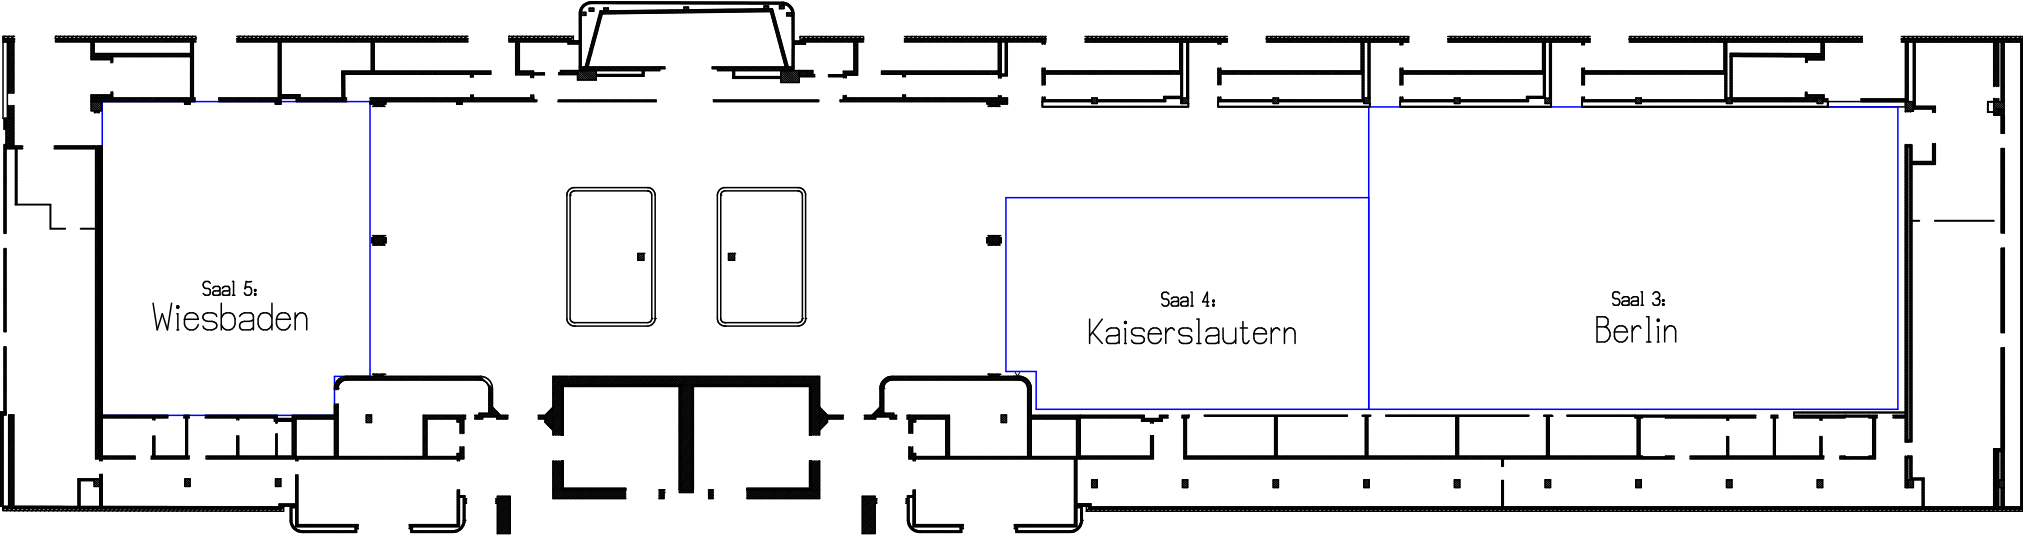 Saal 5:
Wiesbaden
Saal 4:
Kaiserslautern
Saal 3:
Berlin